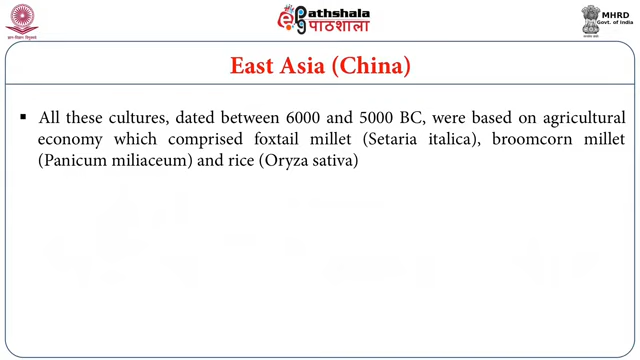 Pathshala
पाठशाला
MHRD
Govt. of India
East Asia (China)
▪ All these cultures, dated between 6000 and 5000 BC, were based on agricultural
economy which comprised foxtail millet (Setaria italica), broomcorn millet
(Panicum miliaceum) and rice (Oryza sativa)